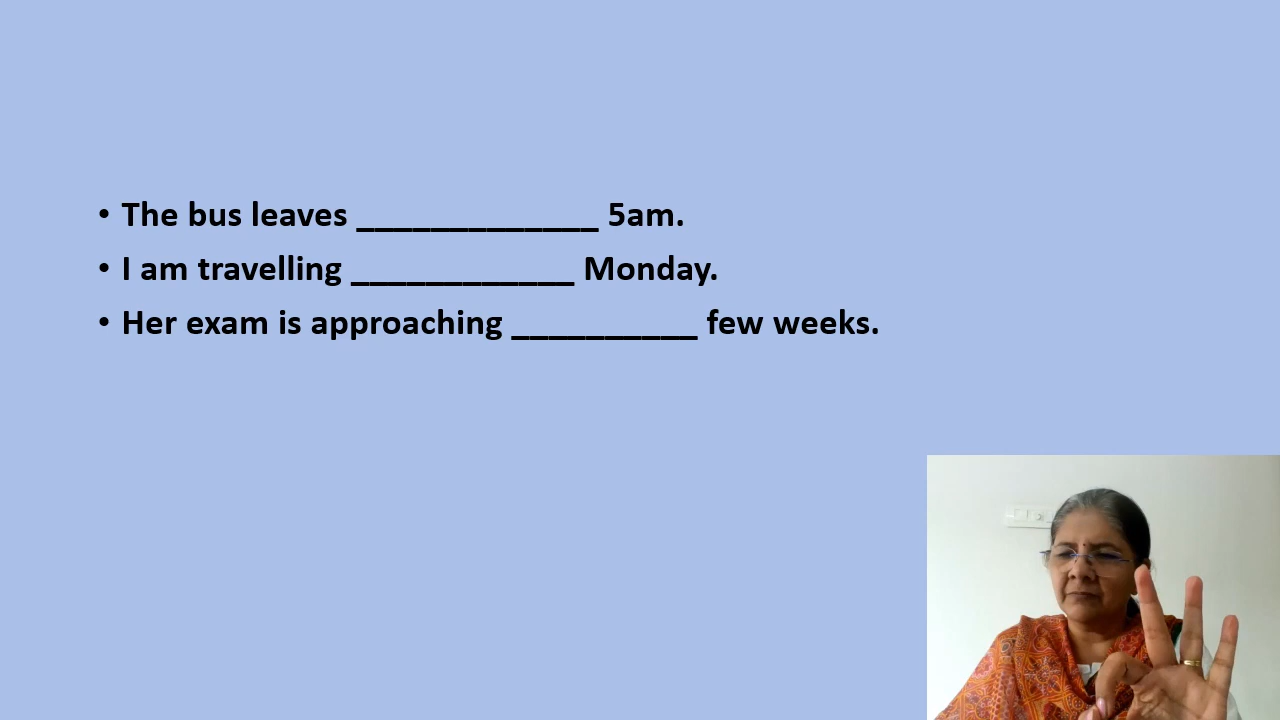 • The bus leaves _____________ 5am.
• I am travelling ____________ Monday.
• Her exam is approaching __________ few weeks.